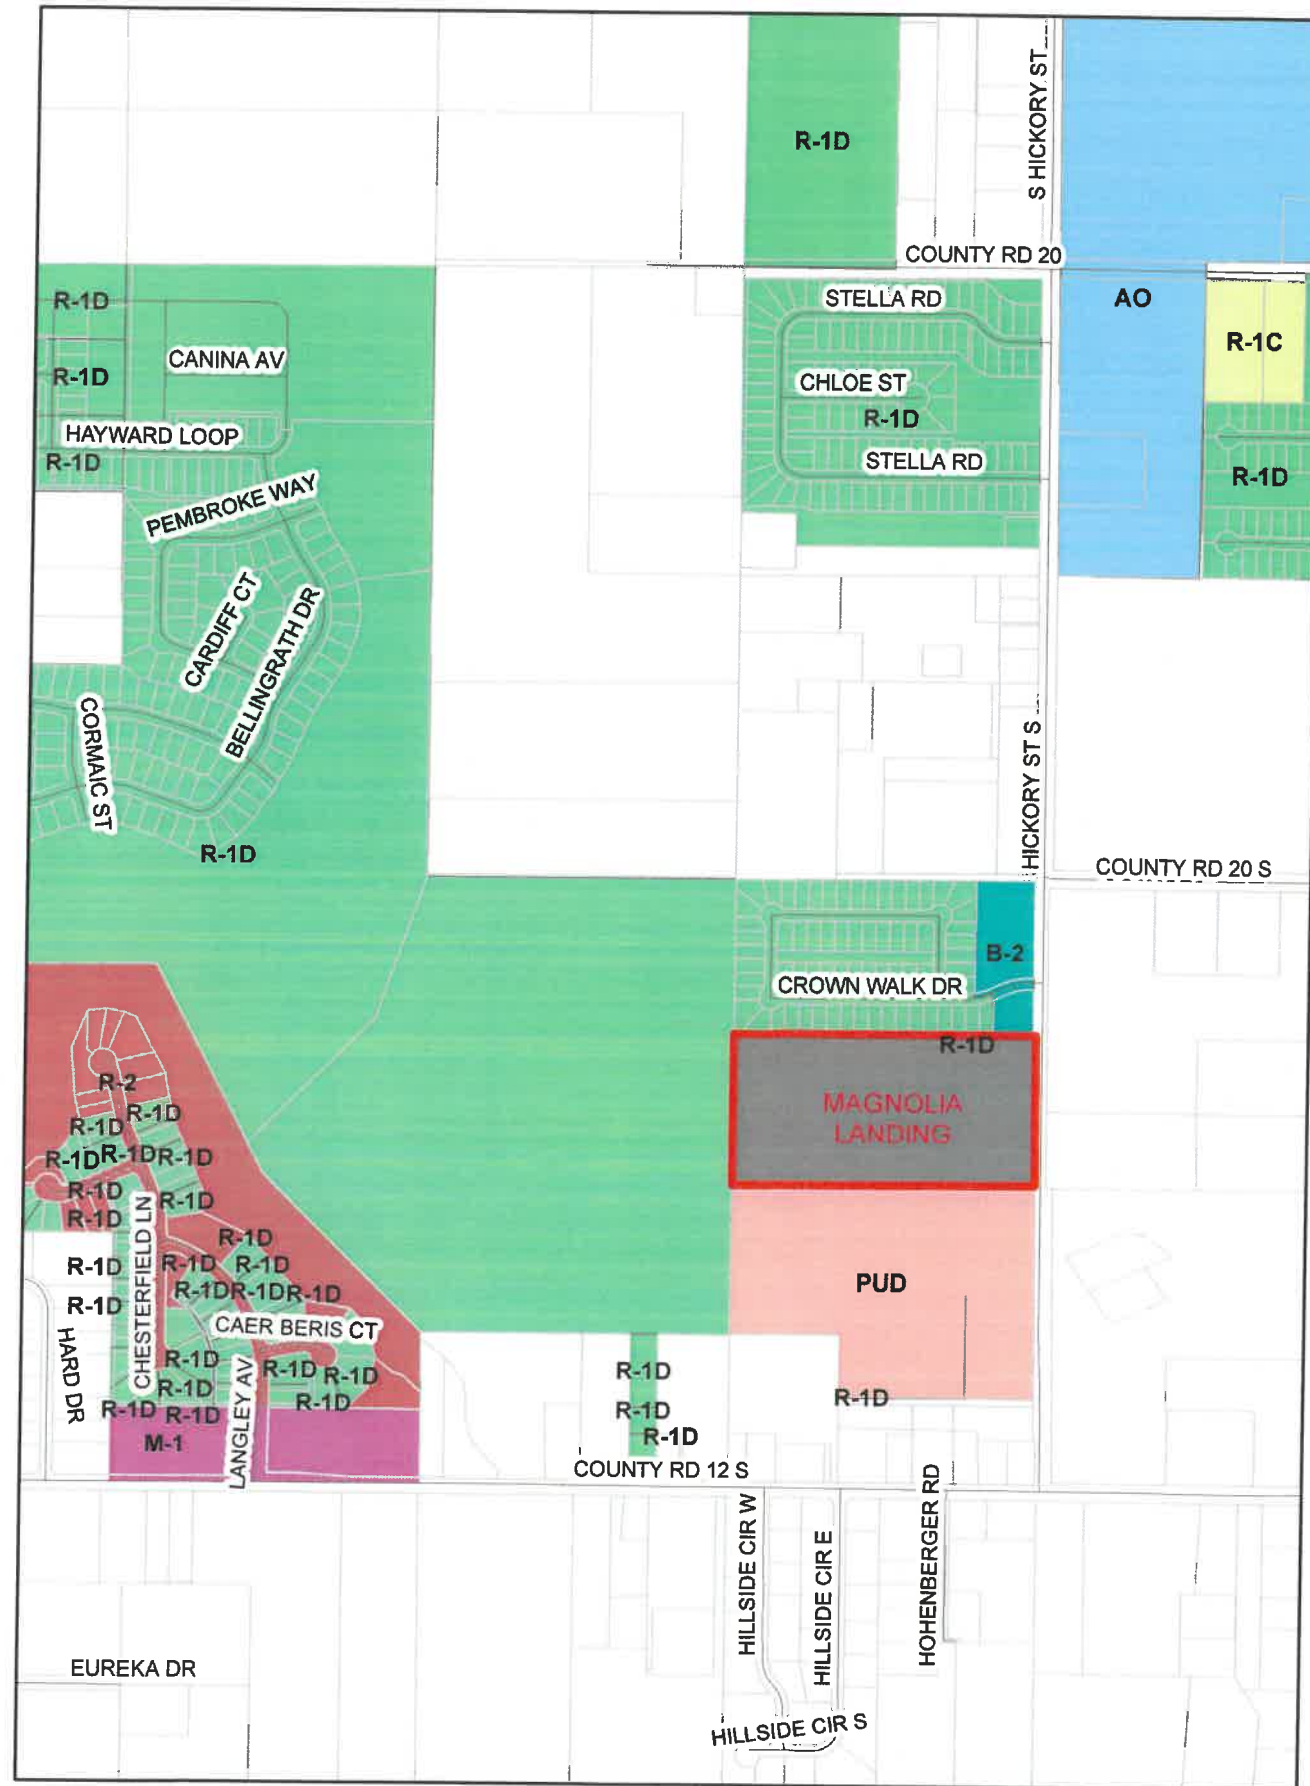 S HICKORY ST
R-1D
COUNTY RD 20
R-1D
STELLA RD
AO
R-1C
CANINA AV
R-1D
CHLOE ST
R-1D
HAYWARD LOOP
R-1D
STELLA RD
R-1D
PEMBROKE WAY
CARDIFF CT
BELLINGRATH DR
CORMAIC ST
HICKORY ST S
R-1D
COUNTY RD 20 S
B-2
CROWN WALK DR
R-1D
R-2
MAGNOLIA
LANDING
R-1D
R-1D
R-1D
R-1D
R-1D
R-1D
R-1D
R-1D
CHESTERFIELD LN
R-1D
R-1D
R-1D
R-1D
PUD
R-1D
R-1D
R-1D
R-1D
CAER BERIS CT
HARD DR
R-1D
R-1D
R-1D
R-1D
R-1D
R-1D
R-1D
R-1D
R-1D
R-1D
R-1D
M-1
LANGLEY AV
COUNTY RD 12 S
HILLSIDE CIR W
HILLSIDE CIR E
HOHENBERGER RD
EUREKA DR
HILLSIDE CIR S